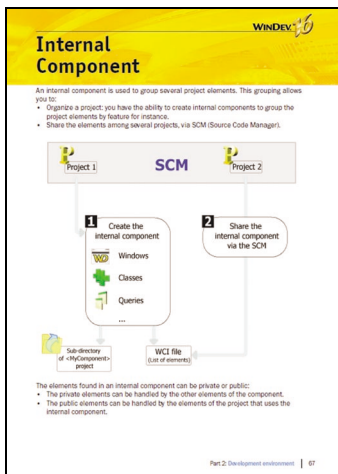 WINDEV 16
Internal
Component
An internal component is used to group several project elements. This grouping allows
you to:
• Organize a project: you have the ability to create internal components to group the
project elements by feature for instance.
• Share the elements among several projects, via SCM (Source Code Manager).
Project 1
SCM
Project 2
1
Create the
internal component
Windows
Classes
Queries
...
2
Share the
internal component
via the SCM
Sub-directory
of <MyComponent>
project
WCI file
(List of elements)
The elements found in an internal component can be private or public:
• The private elements can be handled by the other elements of the component.
• The public elements can be handled by the elements of the project that uses the
internal component.
Part 2: Development environment | 67